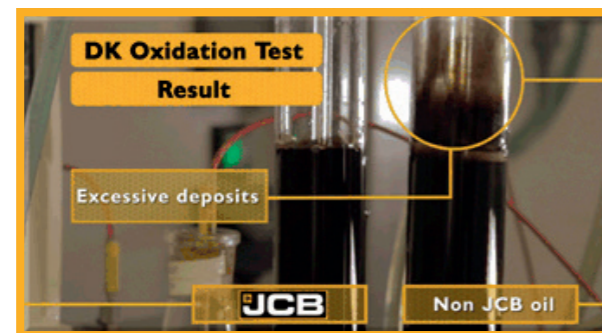 DK Oxidation Test
Result
Excessive deposits
JCB
Non JCB oil